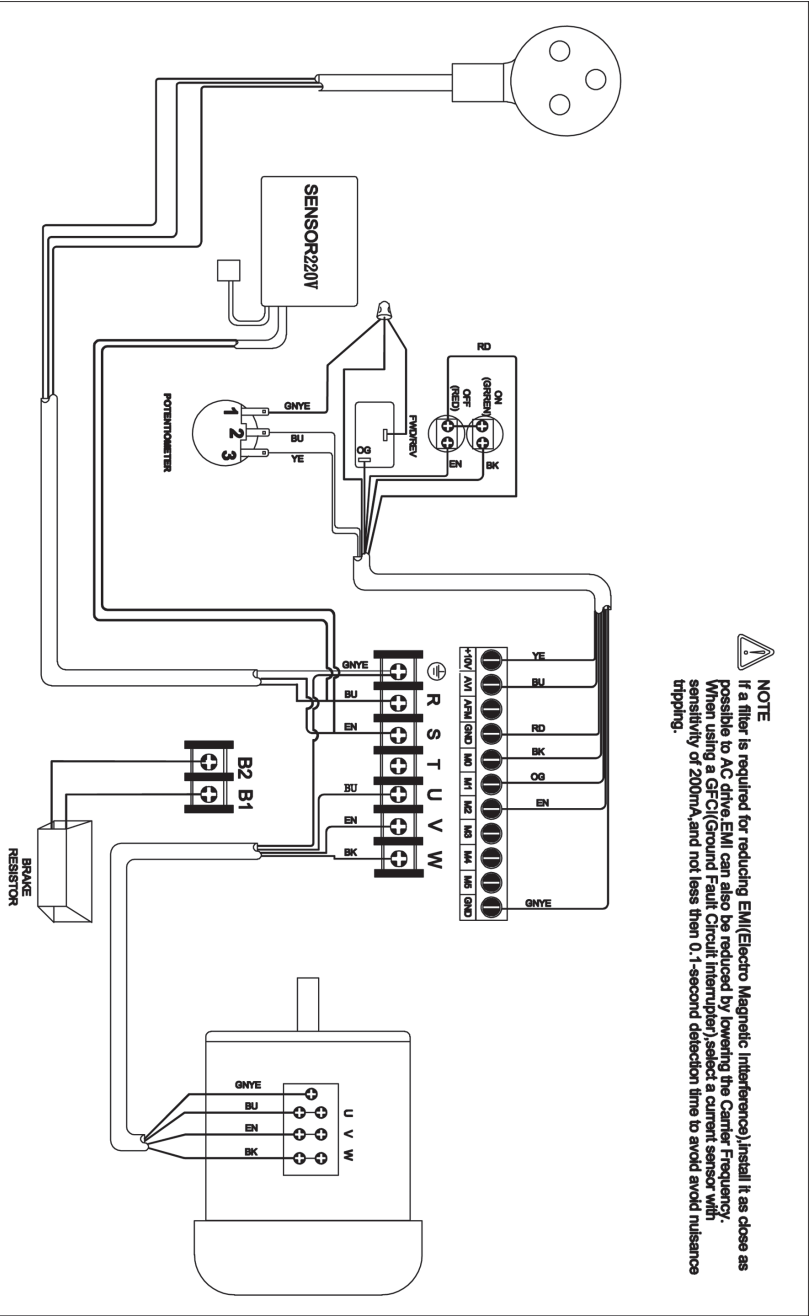 NOTE
If a filter is required for reducing EMI(Electro Magnetic Intterference),install it as close as
possible to AC drive.EMI can also be reduced by lowering the Carrier Frequency.
When using a GFCI(Ground Fault Circuit interrupter),select a current sensor with
sensitivity of 200mA,and not less then 0.1-second detection time to avoid avoid nuisance
tripping.
SENSOR220V
RD
ON
(GRREN)
OFF
(RED)
EN
BK
FWD/REV
OG
1
2
3
GNYE
BU
YE
POTENTIOMETER
YE
BU
RD
BK
OG
EN
GNYE
+10V AVI AFM GND M0 M1 M2 M3 M4 M5 GND
R S T U V W
GNYE
BU
EN
BU
EN
BK
B2 B1
BRAKE
RESISTOR
U V W
GNYE
BU
EN
BK